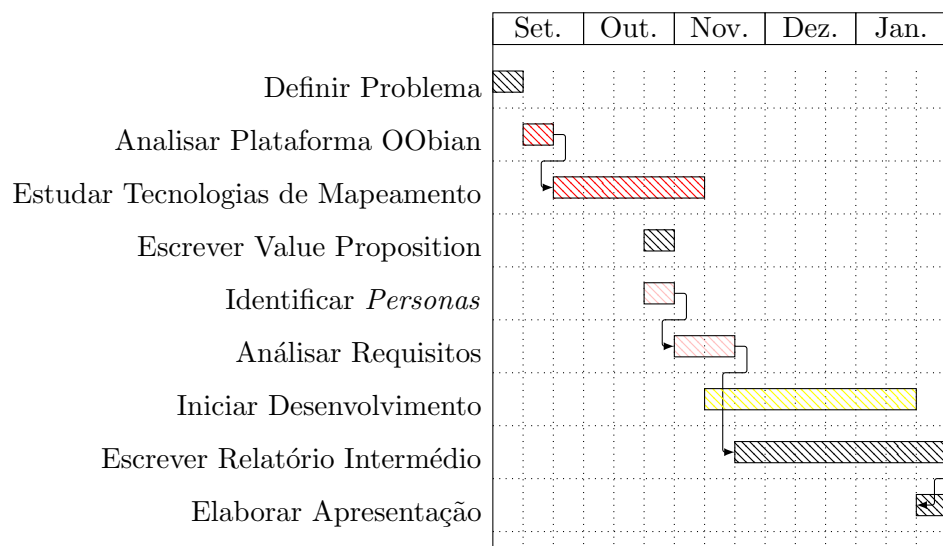 Set. Out. Nov. Dez. Jan.
Definir Problema
Analisar Plataforma OObian
Estudar Tecnologias de Mapeamento
Escrever Value Proposition
Identificar Personas
Análisar Requisitos
Iniciar Desenvolvimento
Escrever Relatório Intermédio
Elaborar Apresentação